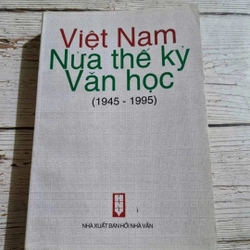 Việt Nam
Nửa thế kỷ
Văn học
(1945 - 1995)
NHÀ XUẤT BẢN HỘI NHÀ VĂN